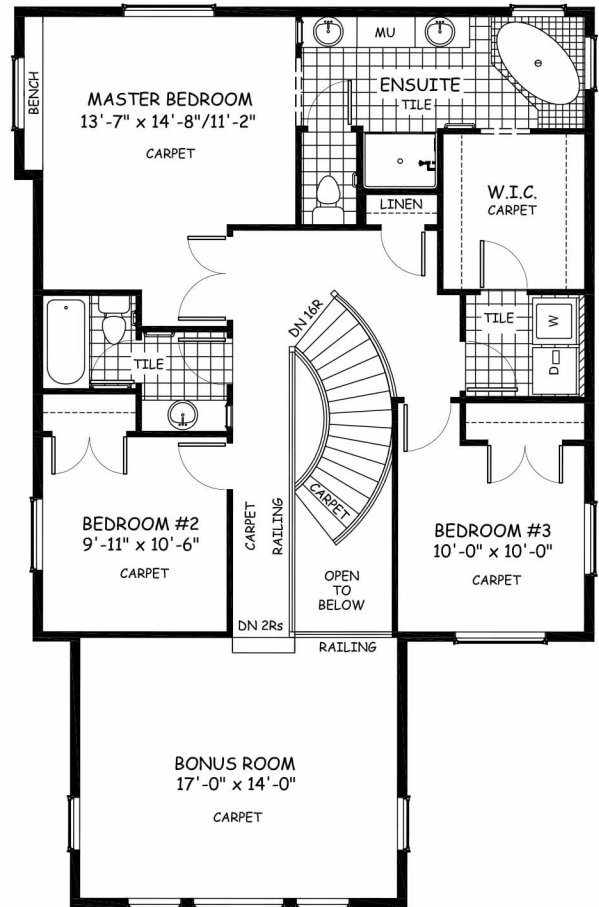 MU
ENSUITE
TILE
BENCH
MASTER BEDROOM
13'-7" x 14'-8"/11'-2"
CARPET
LINEN
W.I.C.
CARPET
DN 16R
TILE
W
D
TILE
CARPET
BEDROOM #2
9'-11" x 10'-6"
CARPET
CARPET
RAILING
BEDROOM #3
10'-0" x 10'-0"
CARPET
OPEN
TO
BELOW
DN 2Rs
RAILING
BONUS ROOM
17'-0" x 14'-0"
CARPET